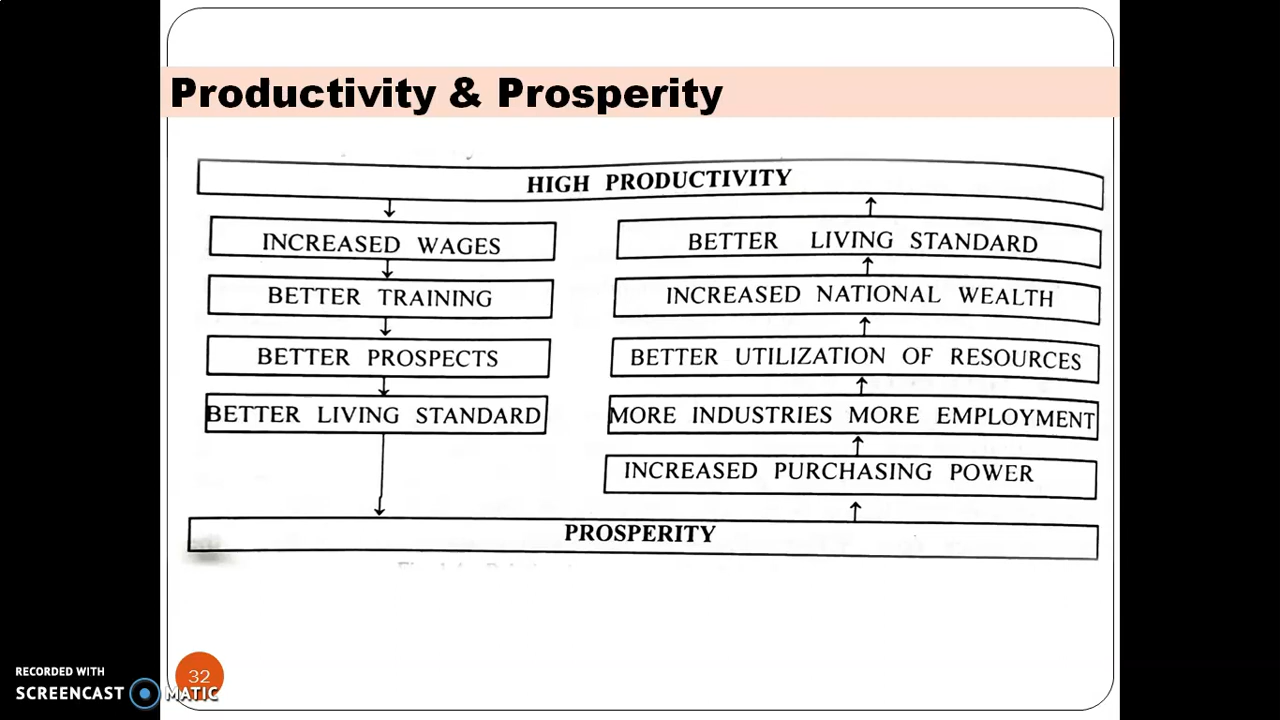 Productivity & Prosperity
HIGH PRODUCTIVITY
INCREASED WAGES
BETTER TRAINING
BETTER PROSPECTS
BETTER LIVING STANDARD
BETTER LIVING STANDARD
INCREASED NATIONAL WEALTH
BETTER UTILIZATION OF RESOURCES
MORE INDUSTRIES MORE EMPLOYMENT
INCREASED PURCHASING POWER
PROSPERITY
32
RECORDED WITH
SCREENCAST MATIC